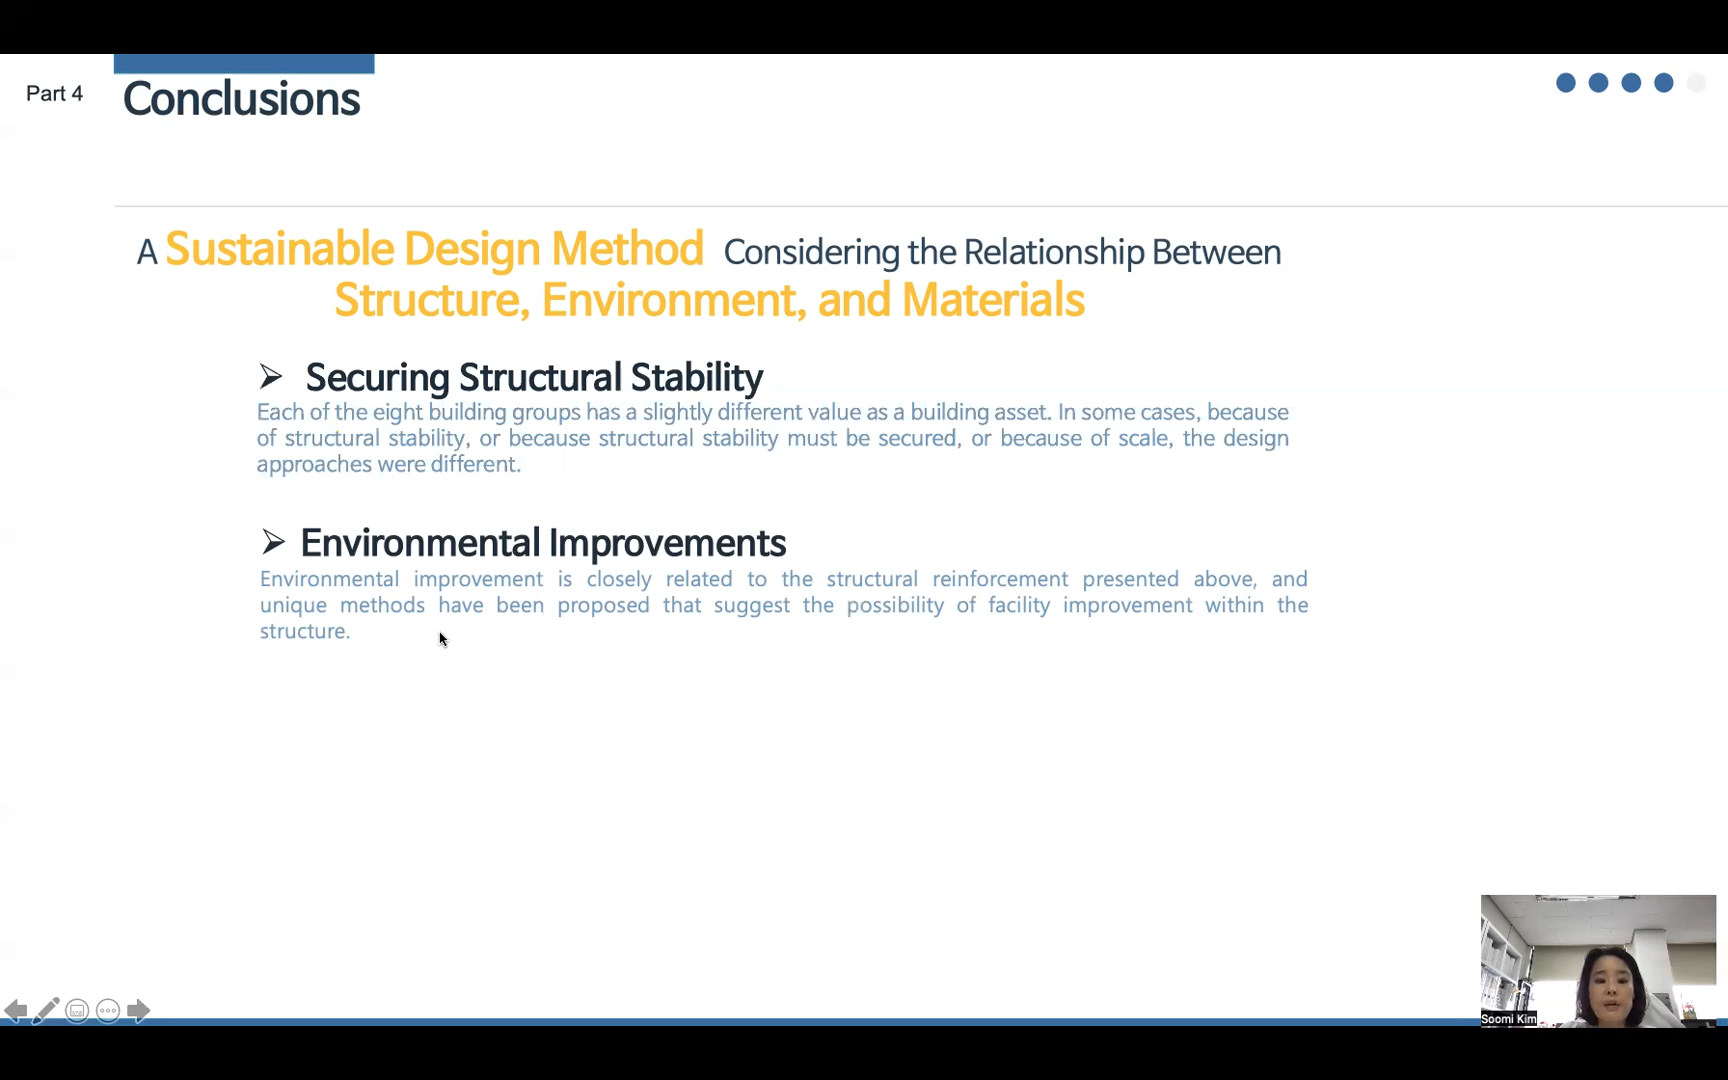 Part 4
Conclusions
A Sustainable Design Method Considering the Relationship Between
Structure, Environment, and Materials
➢ Securing Structural Stability
Each of the eight building groups has a slightly different value as a building asset. In some cases, because
of structural stability, or because structural stability must be secured, or because of scale, the design
approaches were different.
➢ Environmental Improvements
Environmental improvement is closely related to the structural reinforcement presented above, and
unique methods have been proposed that suggest the possibility of facility improvement within the
structure.
Soomi Kim